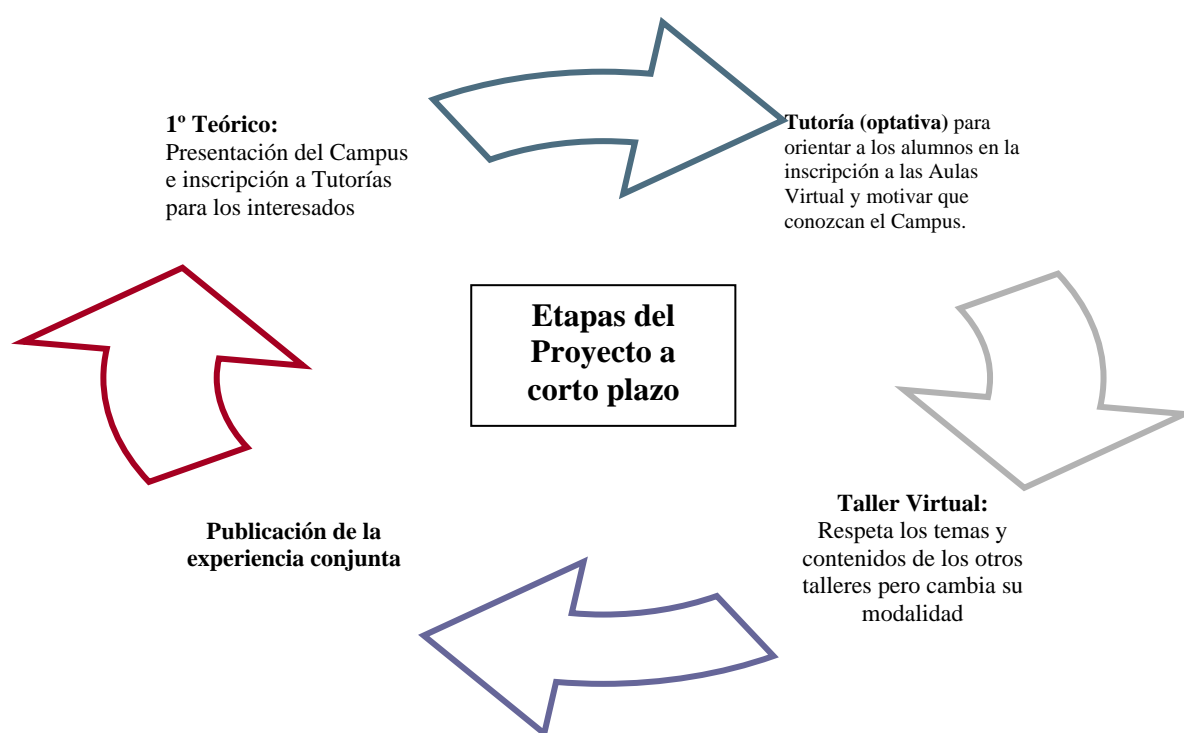 1º Teórico:
Presentación del Campus
e inscripción a Tutorías
para los interesados
Tutoría (optativa) para
orientar a los alumnos en la
inscripción a las Aulas
Virtual y motivar que
conozcan el Campus.
Etapas del
Proyecto a
corto plazo
Taller Virtual:
Respeta los temas y
contenidos de los otros
talleres pero cambia su
modalidad
Publicación de la
experiencia conjunta